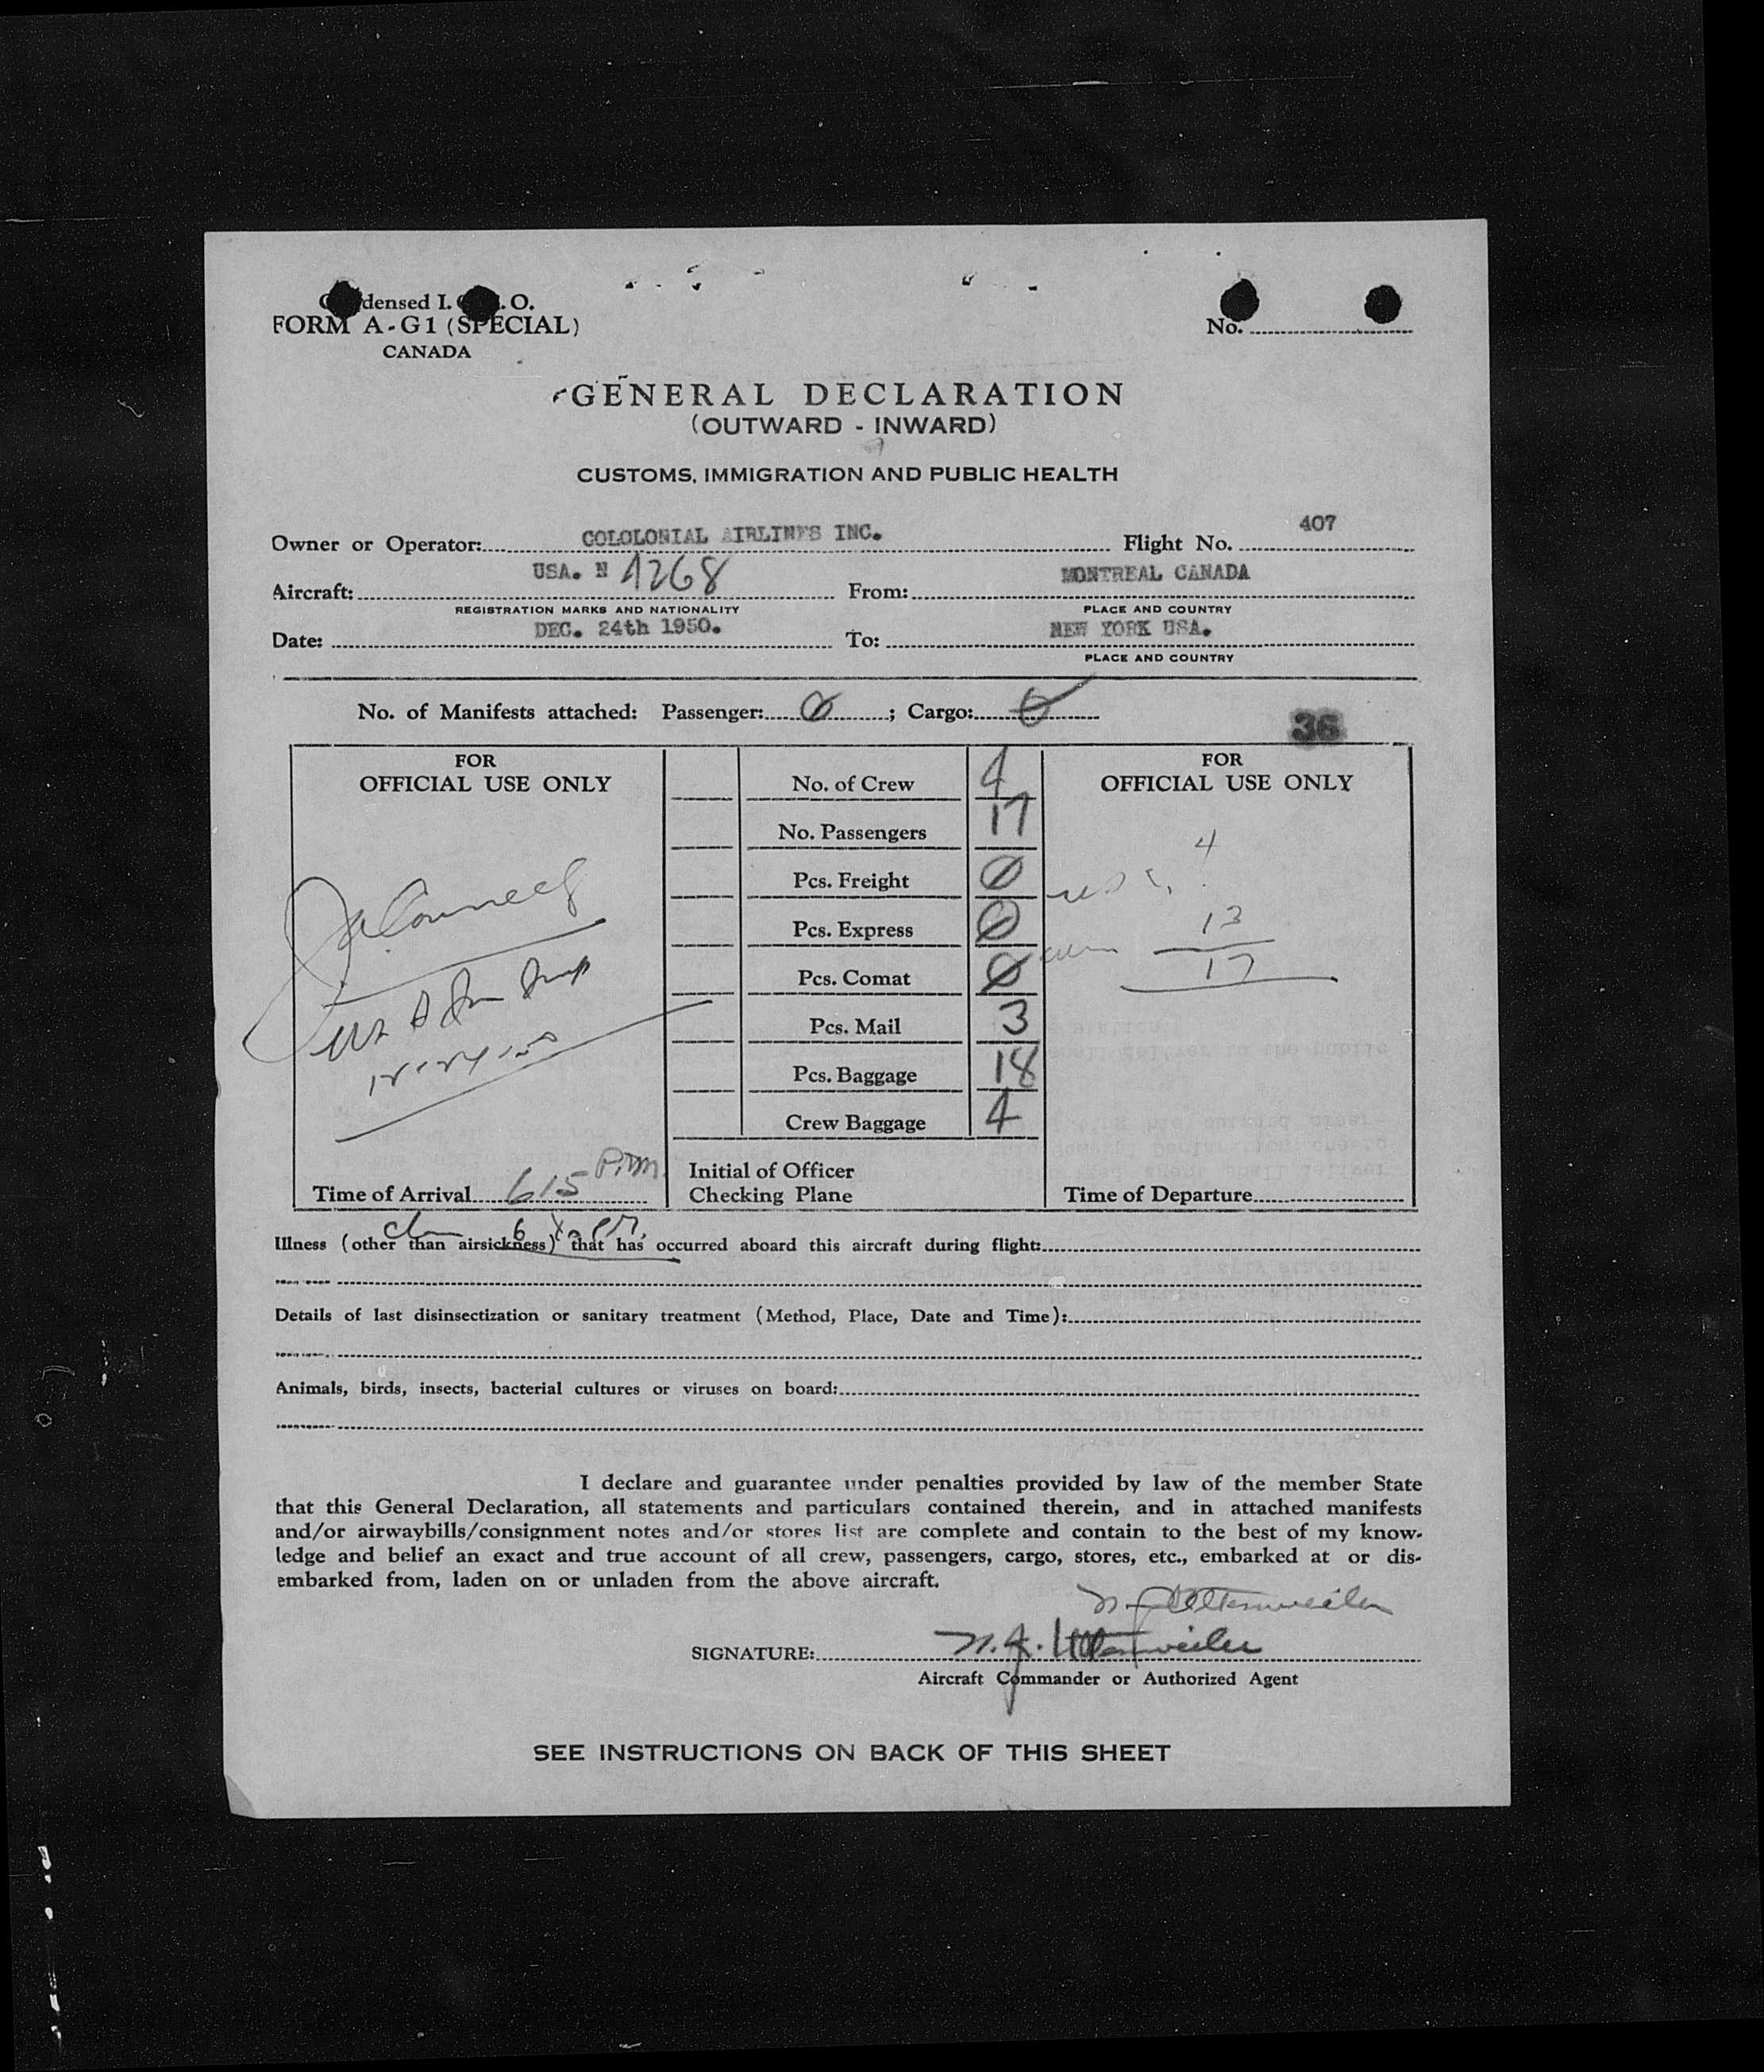 densed I. O.
FORM A-G1 (SPECIAL)
CANADA
No.
GENERAL DECLARATION
(OUTWARD - INWARD)
CUSTOMS, IMMIGRATION AND PUBLIC HEALTH
Owner or Operator: COLOLONIAL AIRLINES INC. Flight No. 407
Aircraft: USA. N 4268 From: MONTREAL CANADA
REGISTRATION MARKS AND NATIONALITY PLACE AND COUNTRY
Date: DEC. 24th 1950. To: NEW YORK USA.
PLACE AND COUNTRY
No. of Manifests attached: Passenger: 0; Cargo: 0
36
FOR
OFFICIAL USE ONLY
12-24-50
Time of Arrival 615 P.M.
No. of Crew 4
No. Passengers 17
Pcs. Freight 0
Pcs. Express 0
Pcs. Comat 0
Pcs. Mail 3
Pcs. Baggage 18
Crew Baggage 4
Initial of Officer
Checking Plane
FOR
OFFICIAL USE ONLY
4
13
17
Time of Departure
Illness (other than airsickness) that has occurred aboard this aircraft during flight:
Details of last disinsectization or sanitary treatment (Method, Place, Date and Time):
Animals, birds, insects, bacterial cultures or viruses on board:
I declare and guarantee under penalties provided by law of the member State
that this General Declaration, all statements and particulars contained therein, and in attached manifests
and/or airwaybills/consignment notes and/or stores list are complete and contain to the best of my know-
ledge and belief an exact and true account of all crew, passengers, cargo, stores, etc., embarked at or dis-
embarked from, laden on or unladen from the above aircraft.
SIGNATURE: N. J. Uttenweiler
Aircraft Commander or Authorized Agent
SEE INSTRUCTIONS ON BACK OF THIS SHEET